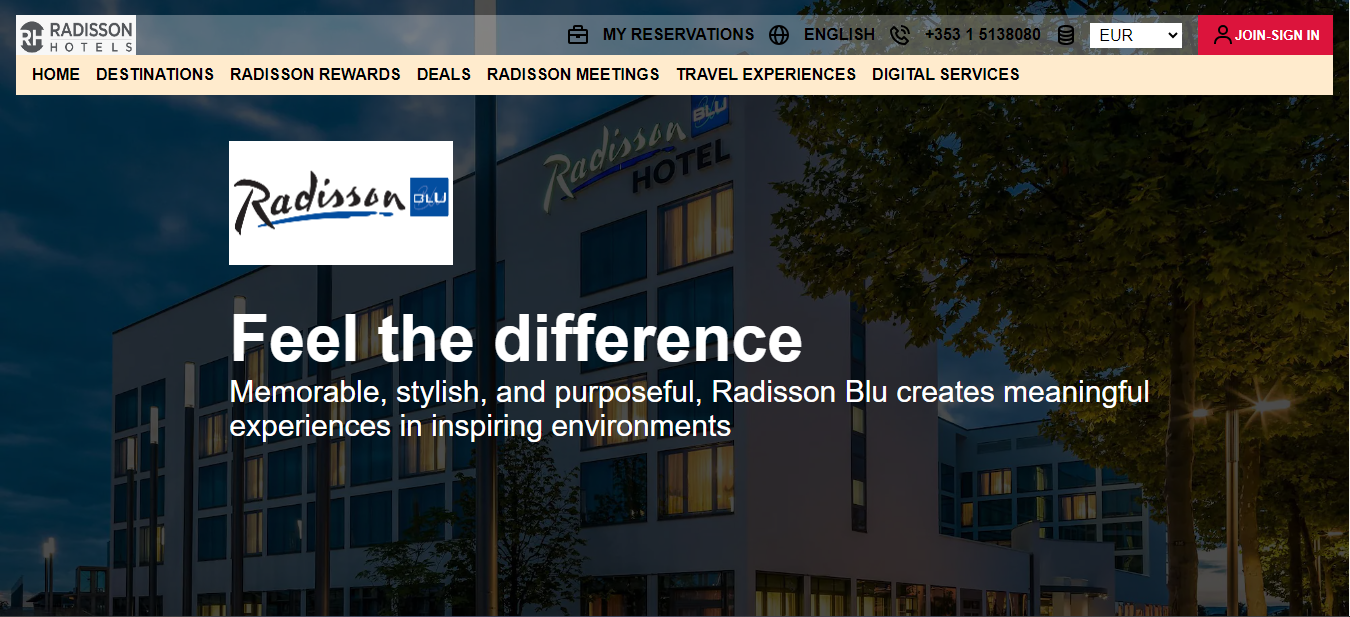 RH RADISSON
HOTELS
MY RESERVATIONS ENGLISH +353 1 5138080 EUR JOIN-SIGN IN
HOME DESTINATIONS RADISSON REWARDS DEALS RADISSON MEETINGS TRAVEL EXPERIENCES DIGITAL SERVICES
Radisson BLU
HOTEL
Radisson BLU
Feel the difference
Memorable, stylish, and purposeful, Radisson Blu creates meaningful
experiences in inspiring environments